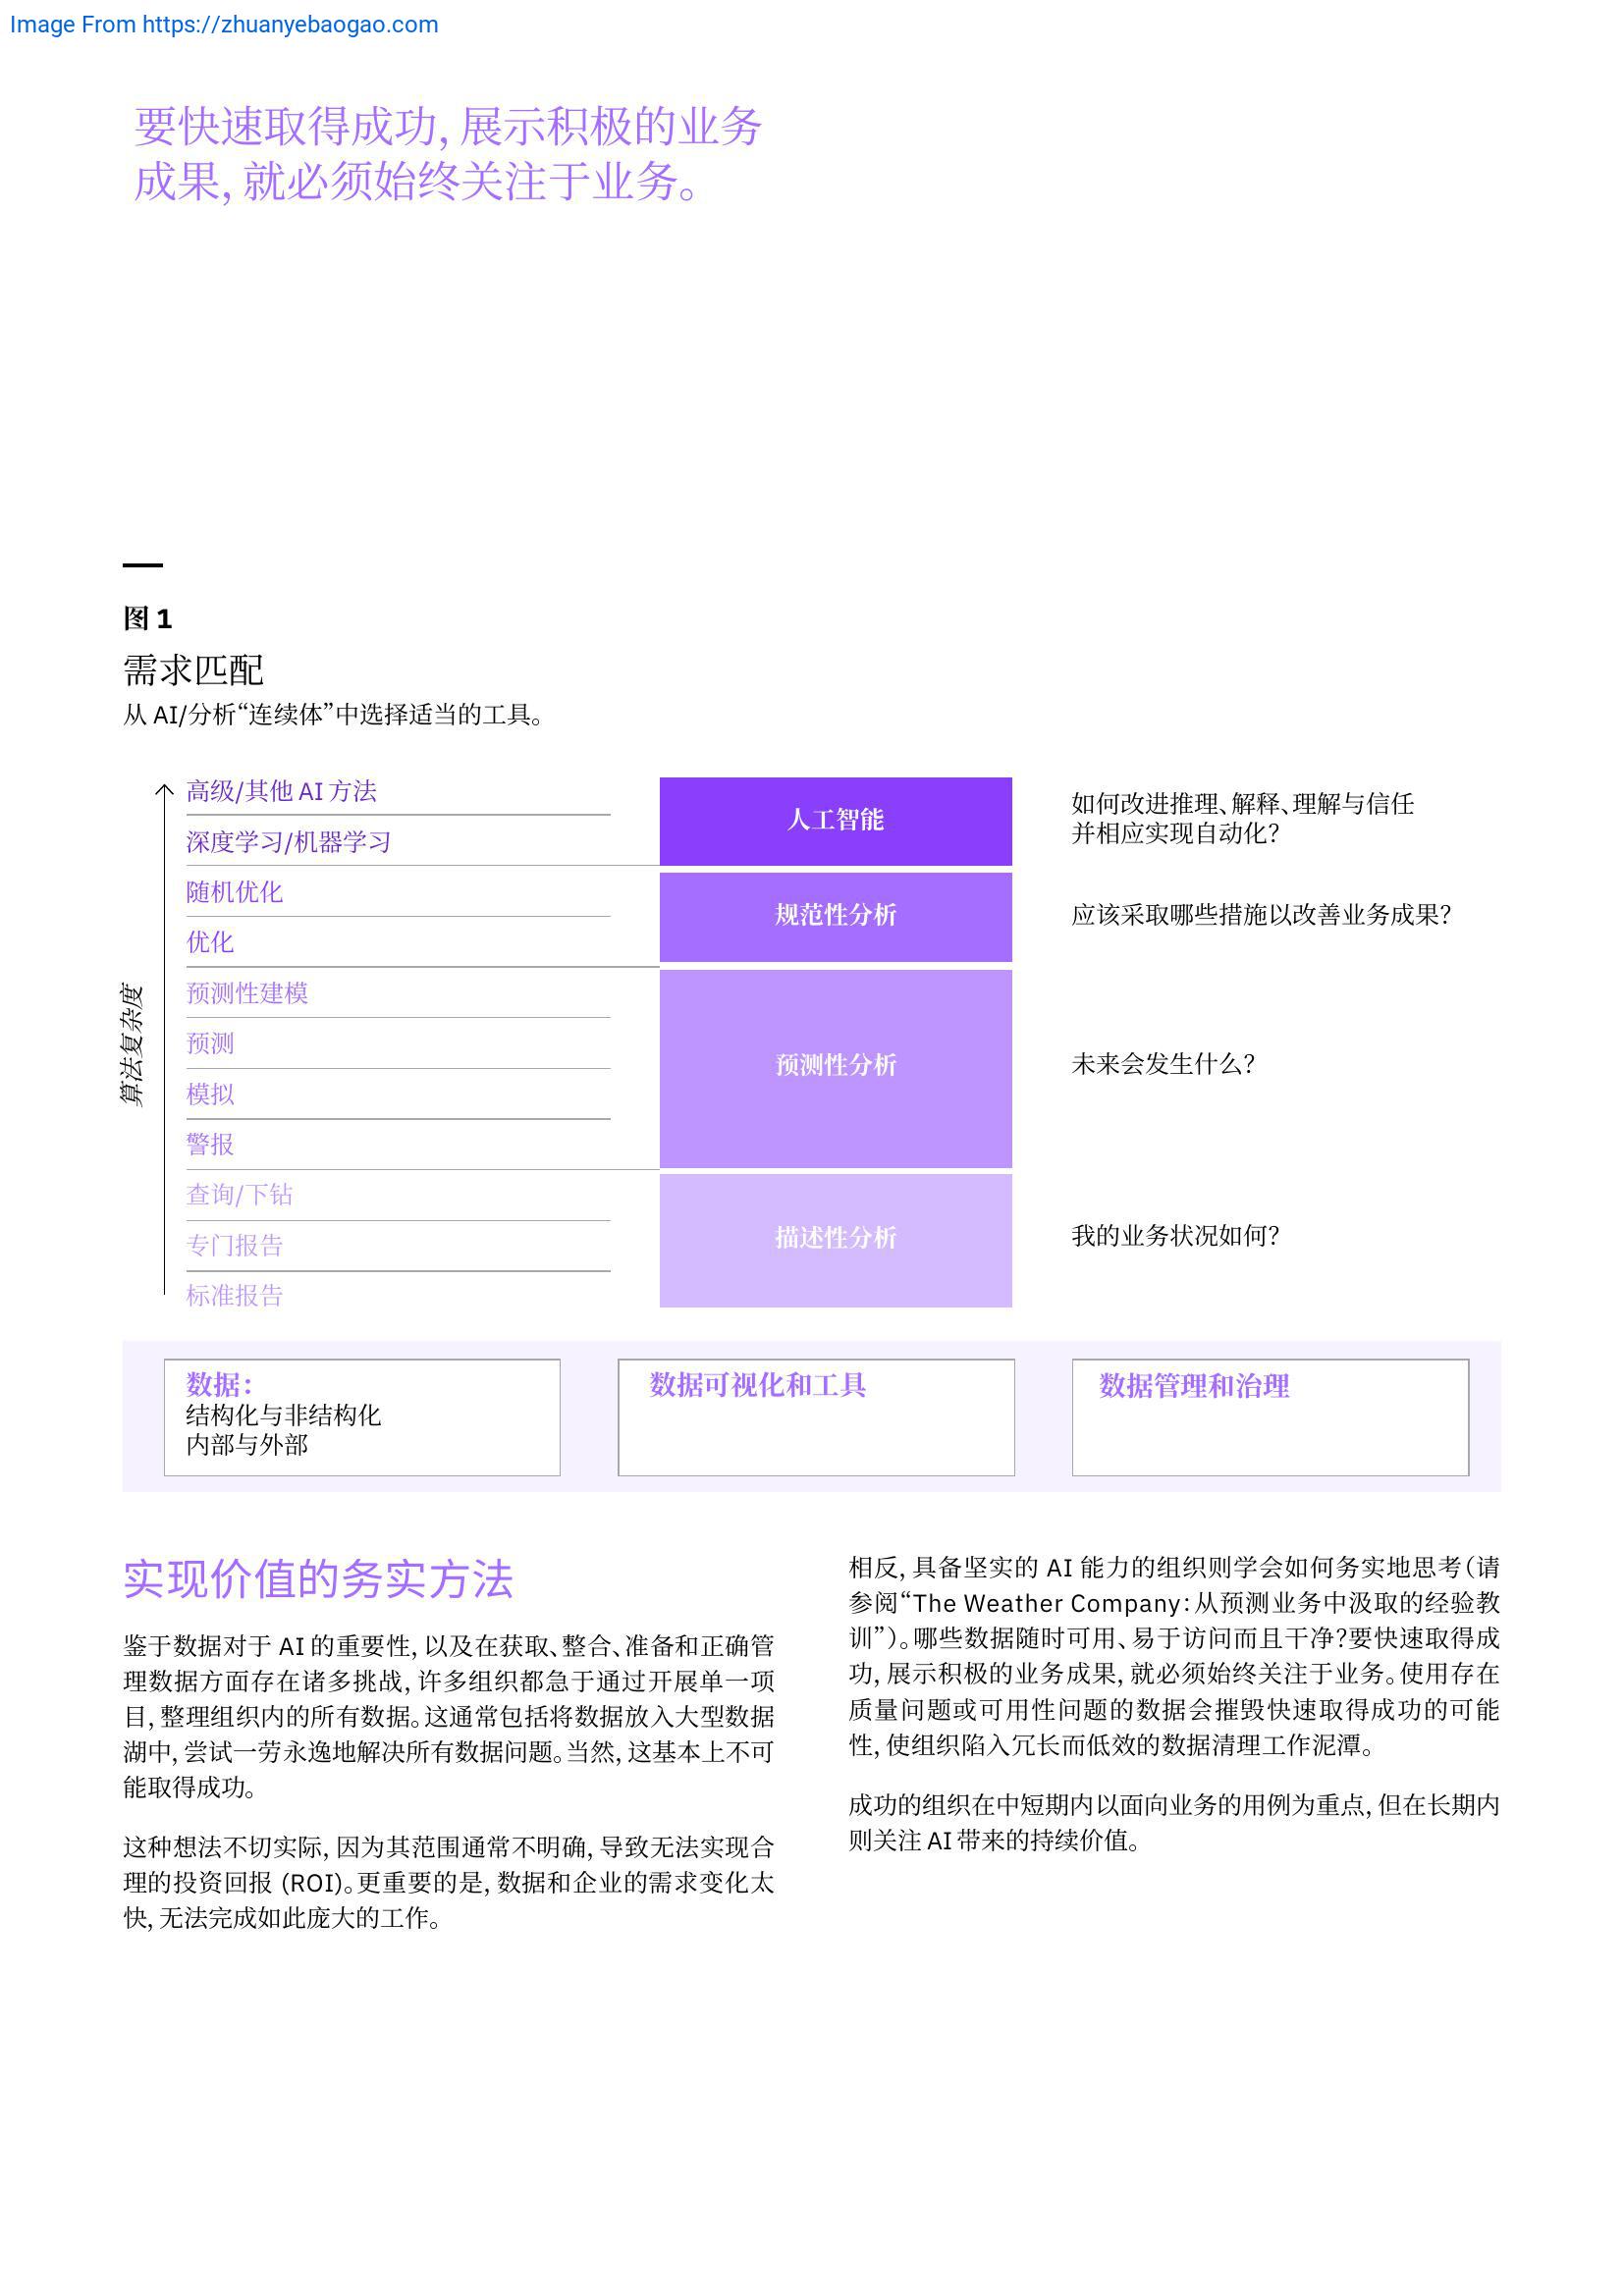 Image From https://zhuanyebaogao.com
要快速取得成功, 展示积极的业务
成果, 就必须始终关注于业务。
图 1
需求匹配
从 AI/分析“连续体”中选择适当的工具。
算法复杂度
高级/其他 AI 方法
深度学习/机器学习
随机优化
优化
预测性建模
预测
模拟
警报
查询/下钻
专门报告
标准报告
人工智能
规范性分析
预测性分析
描述性分析
如何改进推理、解释、理解与信任
并相应实现自动化?
应该采取哪些措施以改善业务成果?
未来会发生什么?
我的业务状况如何?
数据:
结构化与非结构化
内部与外部
数据可视化和工具
数据管理和治理
实现价值的务实方法
鉴于数据对于 AI 的重要性, 以及在获取、整合、准备和正确管
理数据方面存在诸多挑战, 许多组织都急于通过开展单一项
目, 整理组织内的所有数据。这通常包括将数据放入大型数据
湖中, 尝试一劳永逸地解决所有数据问题。当然, 这基本上不可
能取得成功。
这种想法不切实际, 因为其范围通常不明确, 导致无法实现合
理的投资回报 (ROI)。更重要的是, 数据和企业的需求变化太
快, 无法完成如此庞大的工作。
相反, 具备坚实的 AI 能力的组织则学会如何务实地思考(请
参阅“The Weather Company:从预测业务中汲取的经验教
训”)。哪些数据随时可用、易于访问而且干净?要快速取得成
功, 展示积极的业务成果, 就必须始终关注于业务。使用存在
质量问题或可用性问题的数据会摧毁快速取得成功的可能
性, 使组织陷入冗长而低效的数据清理工作泥潭。
成功的组织在中短期内以面向业务的用例为重点, 但在长期内
则关注 AI 带来的持续价值。